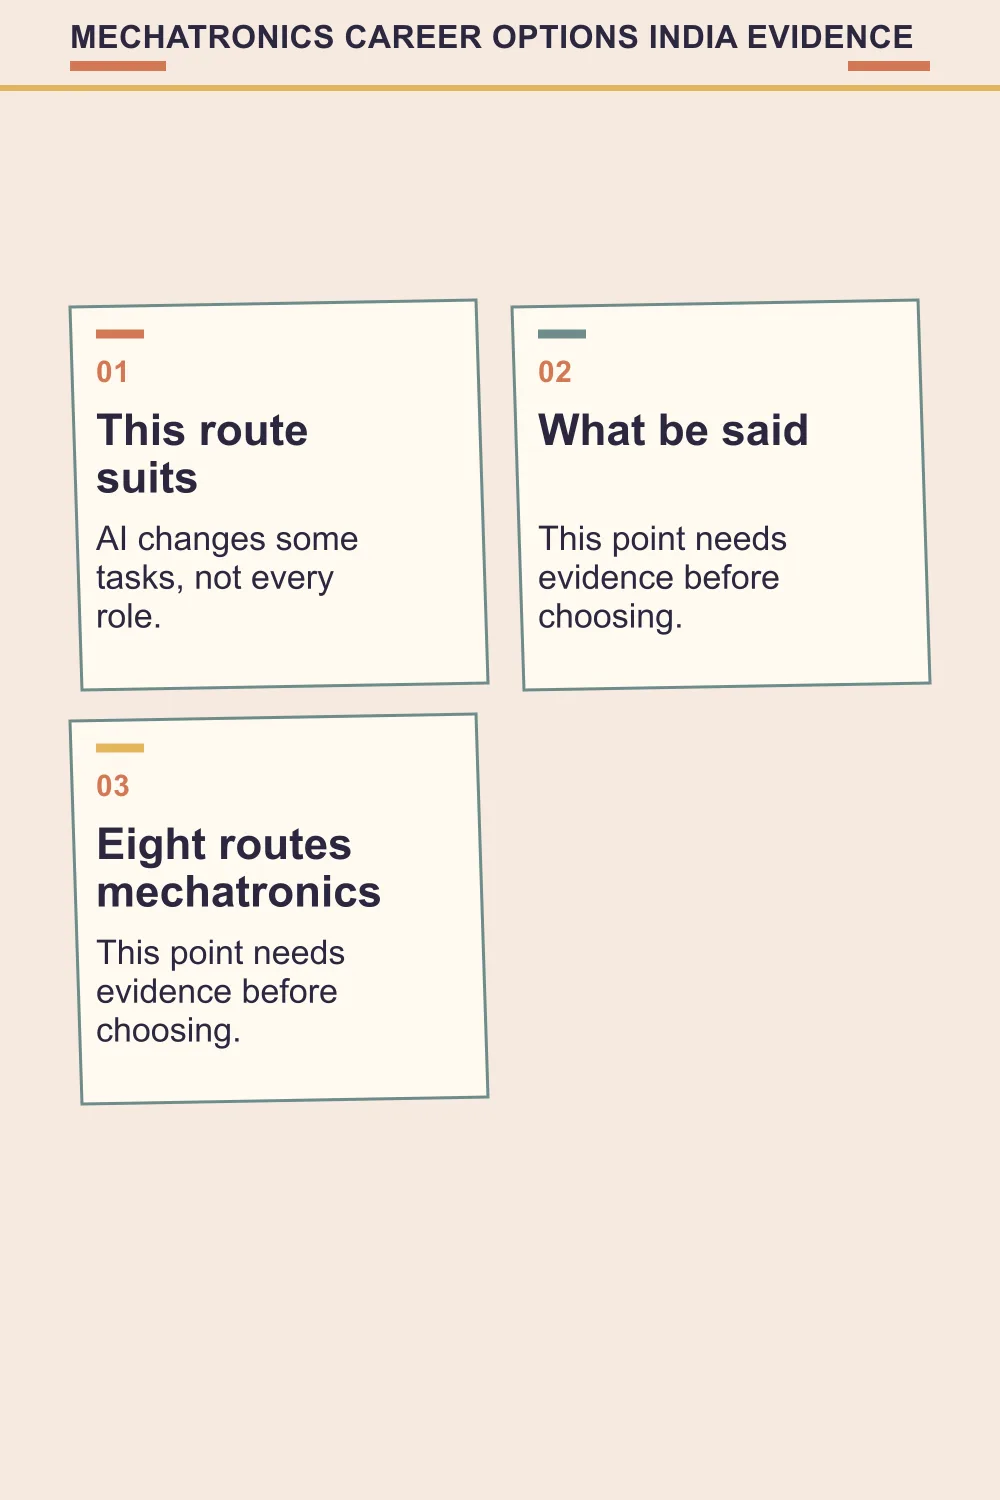 MECHATRONICS CAREER OPTIONS INDIA EVIDENCE
01
This route
suits
AI changes some
tasks, not every
role.
02
What be said
This point needs
evidence before
choosing.
03
Eight routes
mechatronics
This point needs
evidence before
choosing.